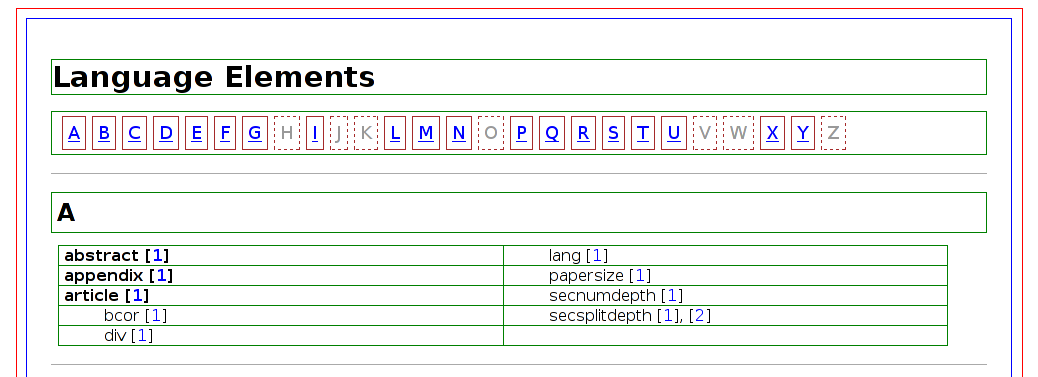 Language Elements
A B C D E F G H I J K L M N O P Q R S T U V W X Y Z
A
abstract [1]
appendix [1]
article [1]
bcor [1]
div [1]
lang [1]
papersize [1]
secnumdepth [1]
secsplitdepth [1], [2]